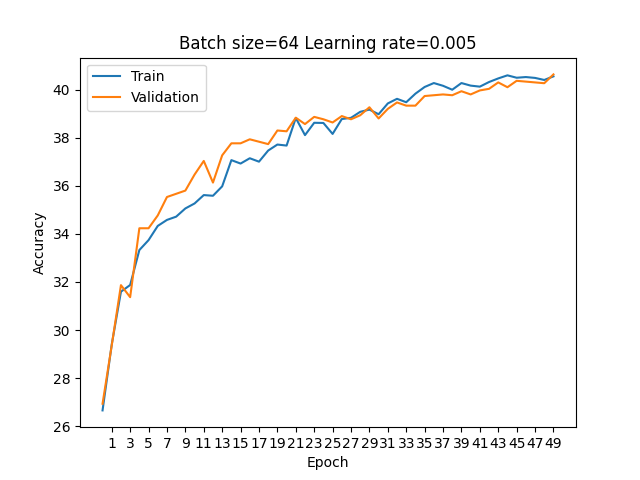 Batch size=64 Learning rate=0.005
Train
Validation
40
38
36
34
32
30
28
26
Accuracy
1 3 5 7 9 11 13 15 17 19 21 23 25 27 29 31 33 35 37 39 41 43 45 47 49
Epoch